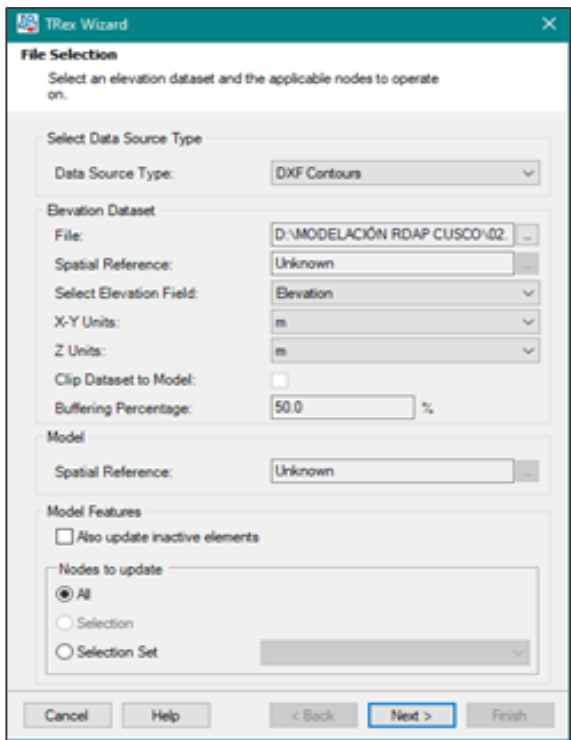 TRex Wizard
File Selection
Select an elevation dataset and the applicable nodes to operate
on.
Select Data Source Type
Data Source Type: DXF Contours
Elevation Dataset
File: D:\MODELACIÓN RDAP CUSCO\02. ...
Spatial Reference: Unknown ...
Select Elevation Field: Elevation
X-Y Units: m
Z Units: m
Clip Dataset to Model:
Buffering Percentage: 50.0 %
Model
Spatial Reference: Unknown ...
Model Features
Also update inactive elements
Nodes to update
All
Selection
Selection Set
Cancel Help < Back Next > Finish